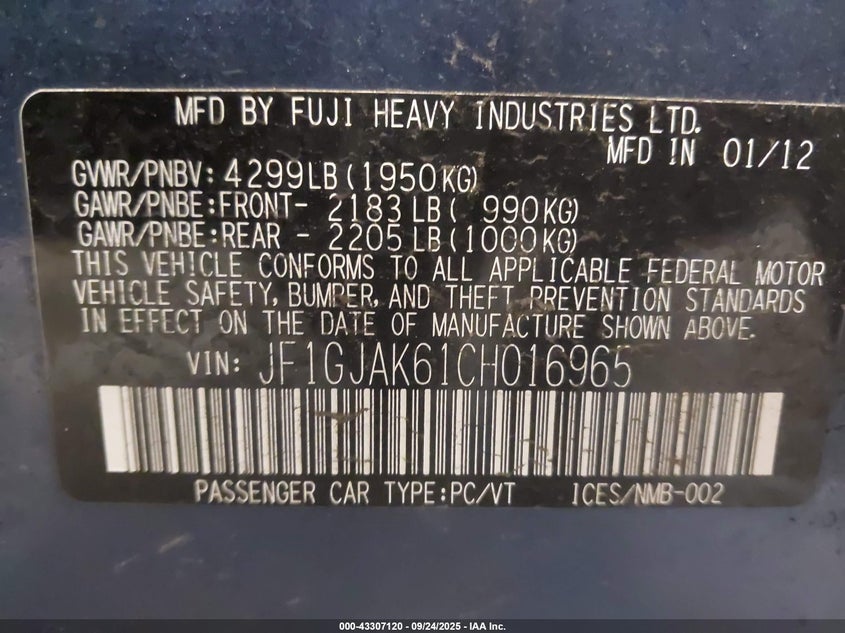 MFD BY FUJI HEAVY INDUSTRIES LTD.
MFD IN 01/12
GVWR/PNBV: 4299LB(1950KG)
GAWR/PNBE:FRONT- 2183LB( 990KG)
GAWR/PNBE:REAR - 2205LB(1000KG)
THIS VEHICLE CONFORMS TO ALL APPLICABLE FEDERAL MOTOR
VEHICLE SAFETY, BUMPER, AND THEFT PREVENTION STANDARDS
IN EFFECT ON THE DATE OF MANUFACTURE SHOWN ABOVE.
VIN: JF1GJAK61CH016965
PASSENGER CAR TYPE:PC/VT ICES/NMB-002
000-43307120 - 09/24/2025 - IAA Inc.